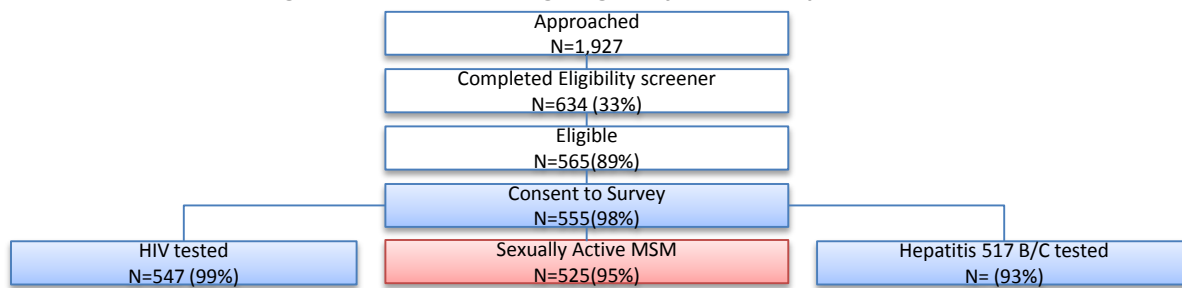 Approached
N=1,927
Completed Eligibility screener
N=634 (33%)
Eligible
N=565(89%)
Consent to Survey
N=555(98%)
HIV tested
N=547 (99%)
Sexually Active MSM
N=525(95%)
Hepatitis 517 B/C tested
N= (93%)